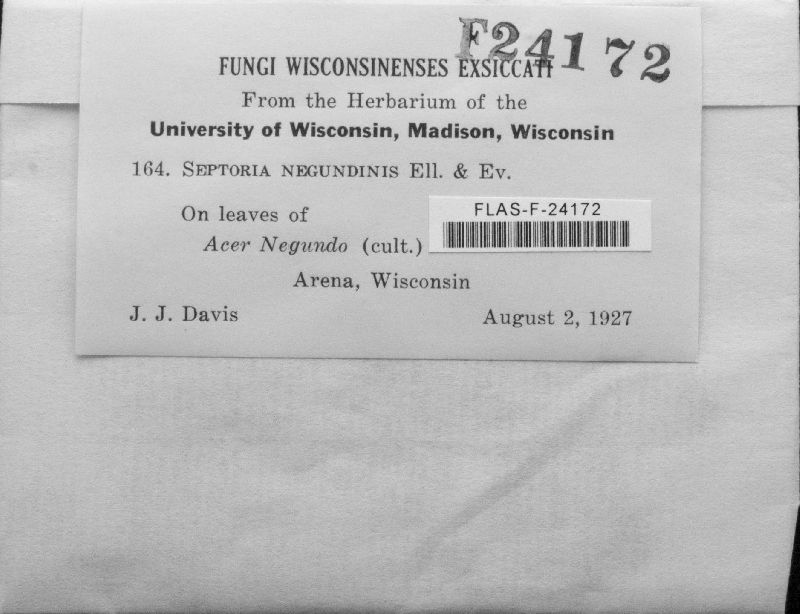 F24172
FUNGI WISCONSINENSES EXSICCATI
From the Herbarium of the
University of Wisconsin, Madison, Wisconsin
164. SEPTORIA NEGUNDINIS Ell. & Ev.
On leaves of
FLAS-F-24172
Acer Negundo (cult.)
Arena, Wisconsin
J. J. Davis August 2, 1927